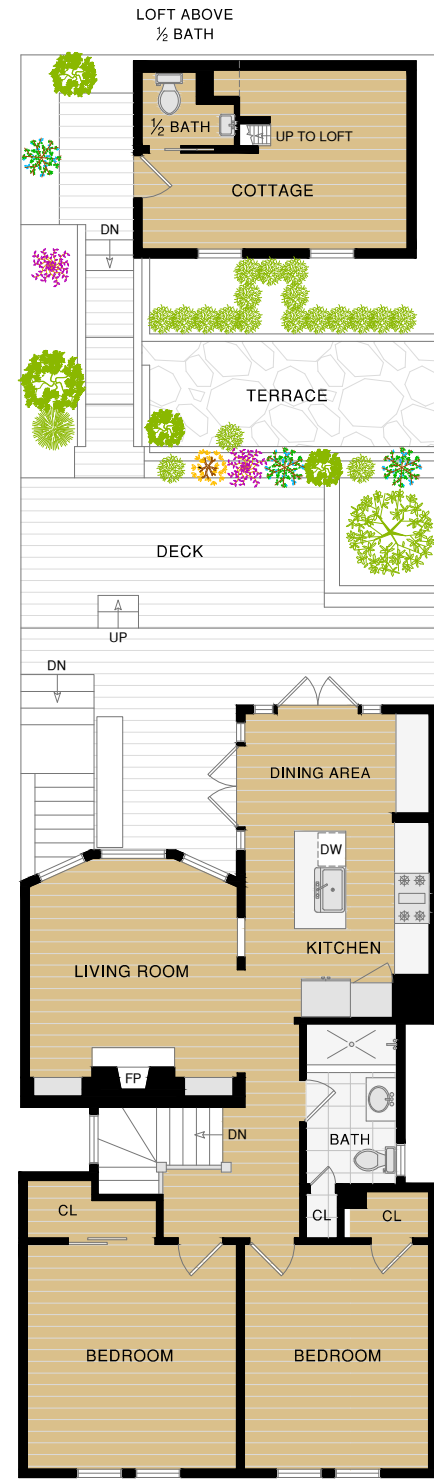 LOFT ABOVE
½ BATH
½ BATH
UP TO LOFT
COTTAGE
DN
TERRACE
DECK
UP
DN
DINING AREA
DW
KITCHEN
LIVING ROOM
FP
DN
BATH
CL
CL
CL
BEDROOM
BEDROOM